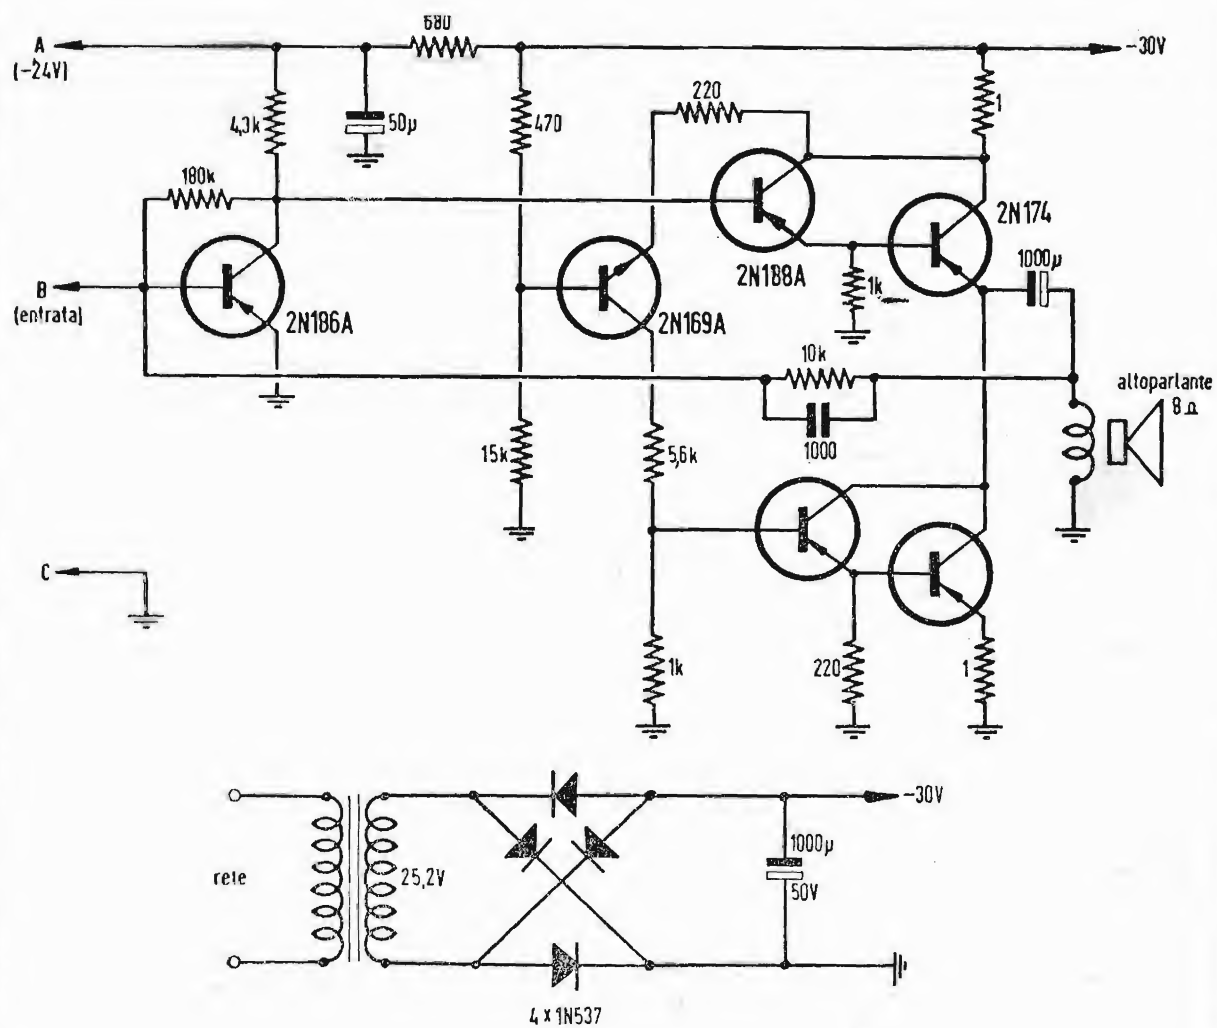 680
A
(-24V)
-30V
4,3k
50µ
470
220
1
180k
2N174
1000µ
B
(entrata)
2N186A
2N169A
2N188A
1k
10k
1000
altoparlante
8Ω
15k
5,6k
C
1k
220
1
rete
25,2V
-30V
1000µ
50V
4 x 1N537